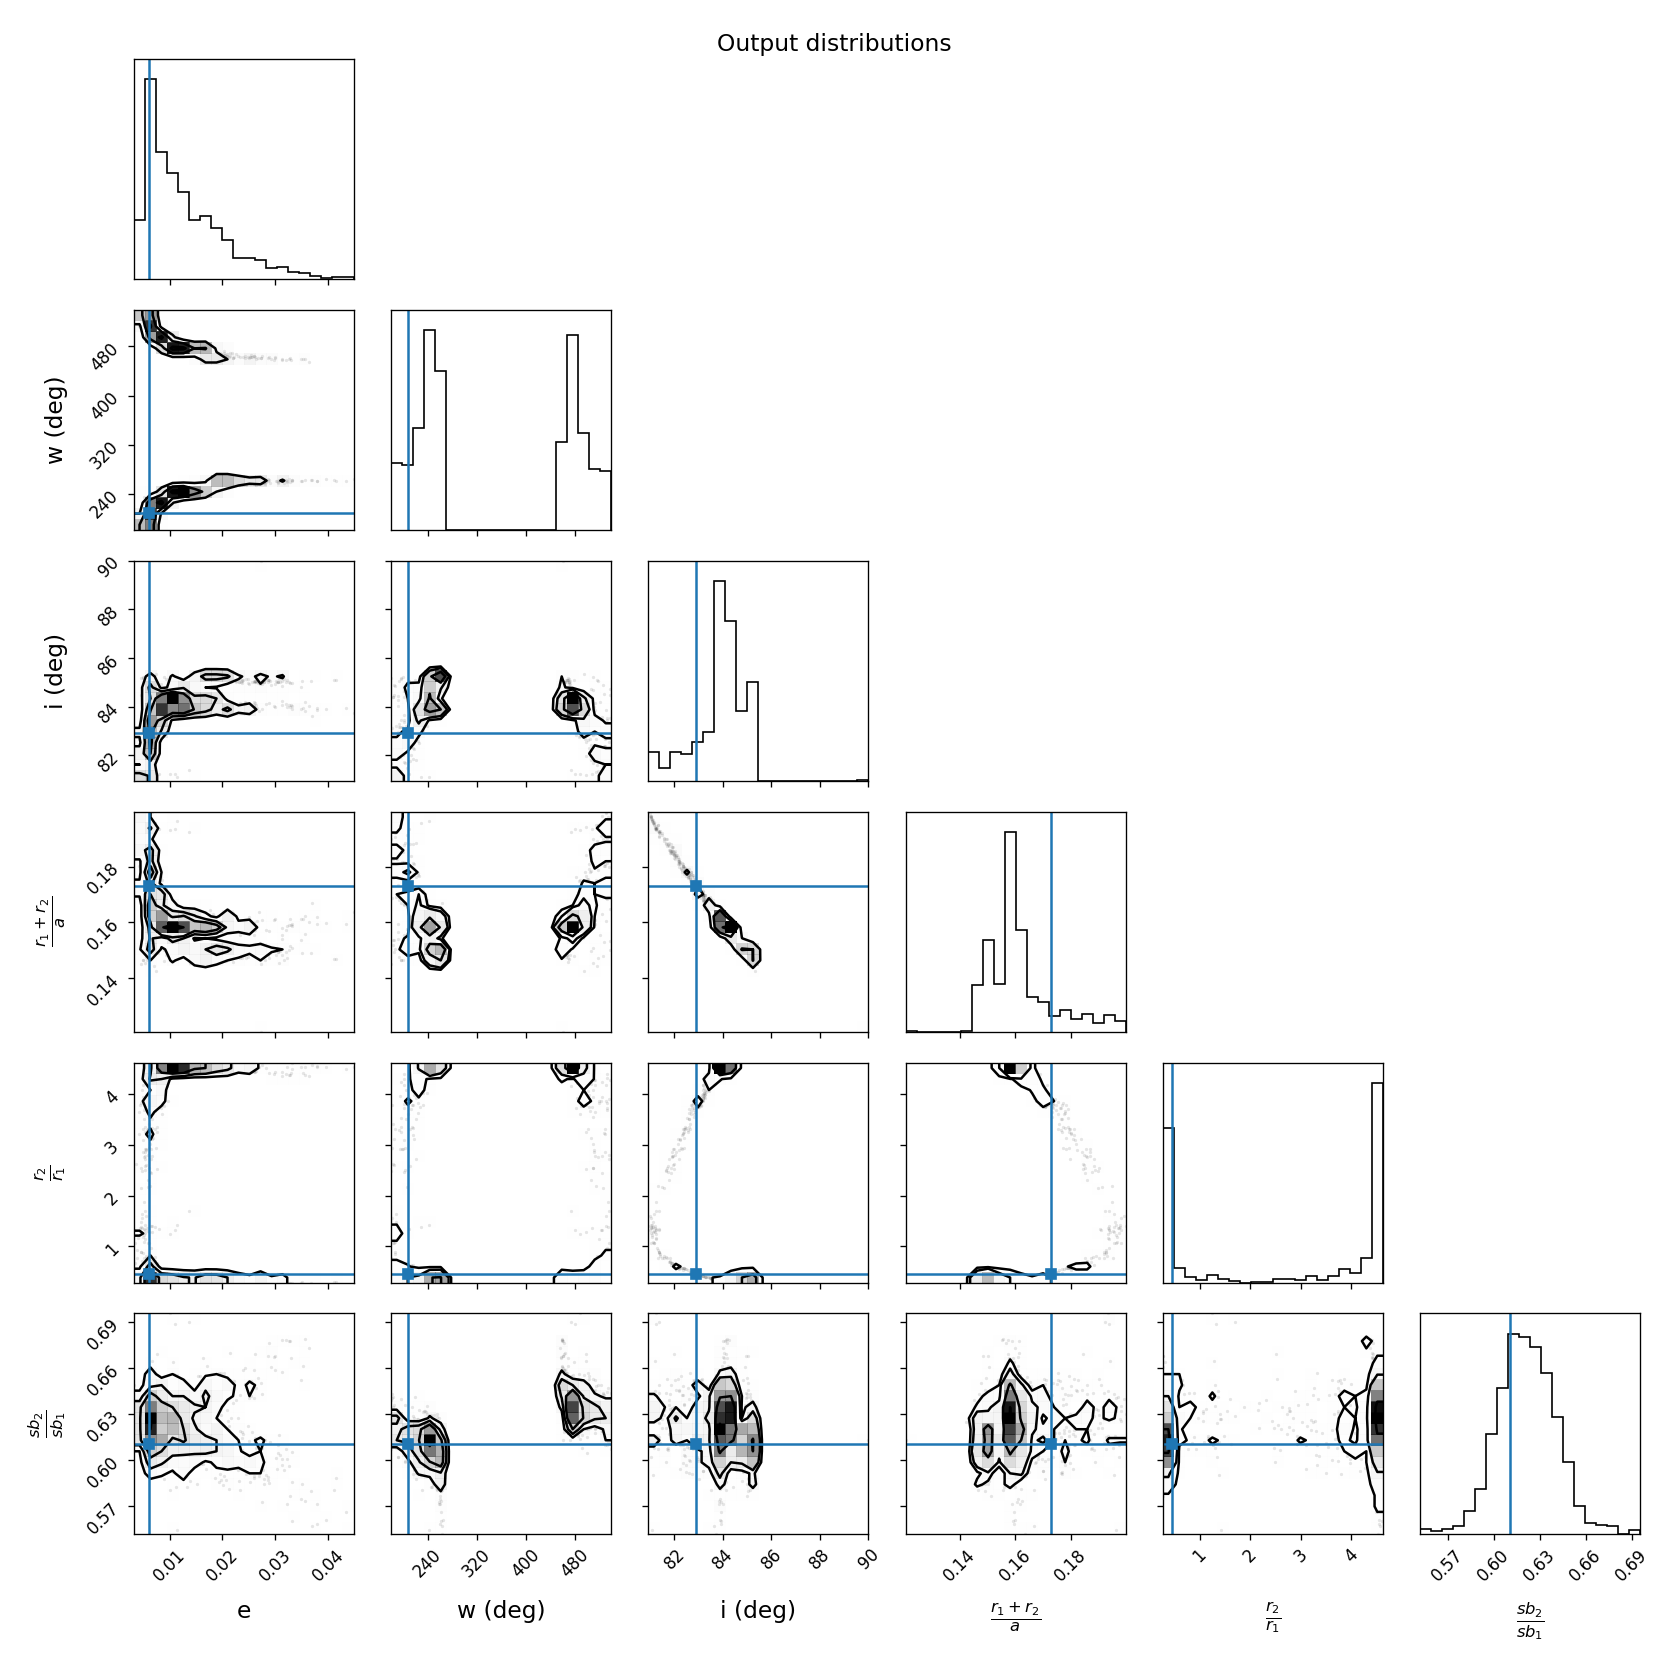 Output distributions
w (deg)
480
400
320
240
i (deg)
90
88
86
84
82
r₁ + r₂
a
0.18
0.16
0.14
r₂
r₁
4
3
2
1
sb₂
sb₁
0.69
0.66
0.63
0.60
0.57
0.01 0.02 0.03 0.04
240 320 400 480
82 84 86 88 90
0.14 0.16 0.18
1 2 3 4
0.57 0.60 0.63 0.66 0.69
e
w (deg)
i (deg)
r₁ + r₂
a
r₂
r₁
sb₂
sb₁